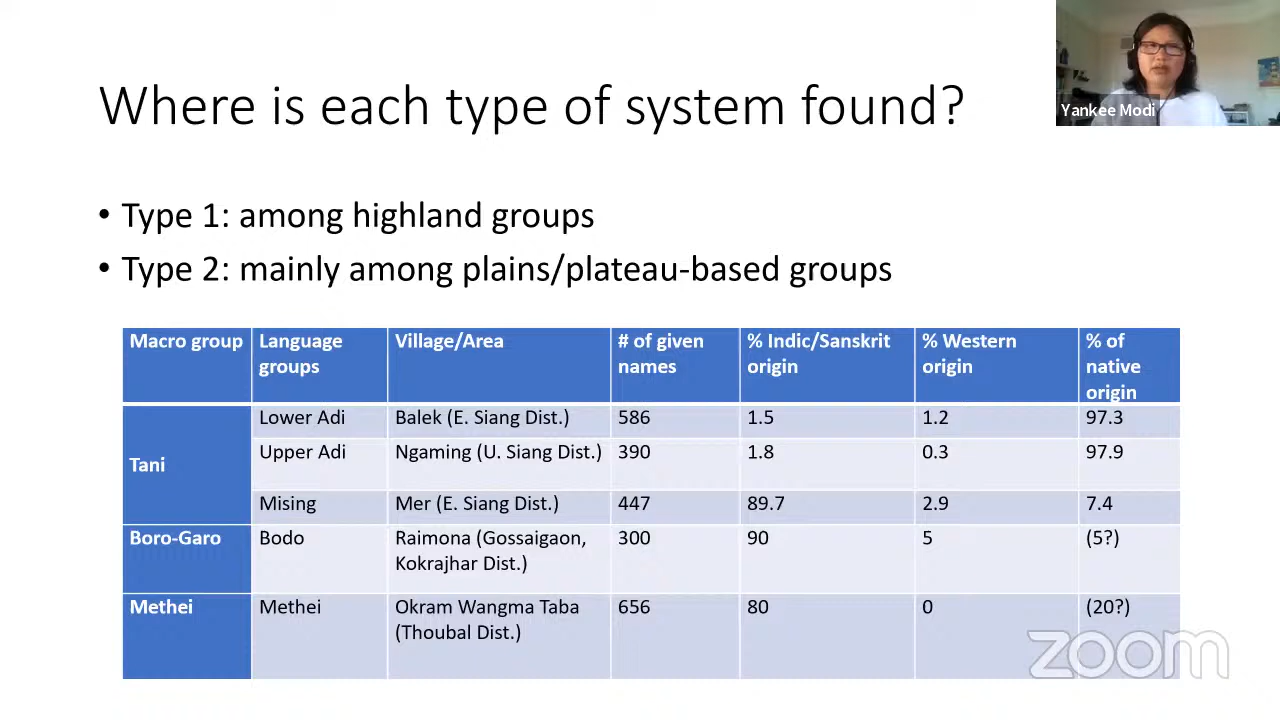 Where is each type of system found?
Yankee Modi
• Type 1: among highland groups
• Type 2: mainly among plains/plateau-based groups
Macro group Language groups Village/Area # of given names % Indic/Sanskrit origin % Western origin % of native origin
Tani
Lower Adi Balek (E. Siang Dist.) 586 1.5 1.2 97.3
Upper Adi Ngaming (U. Siang Dist.) 390 1.8 0.3 97.9
Mising Mer (E. Siang Dist.) 447 89.7 2.9 7.4
Boro-Garo Bodo Raimona (Gossaigaon, Kokrajhar Dist.) 300 90 5 (5?)
Methei Methei Okram Wangma Taba (Thoubal Dist.) 656 80 0 (20?)
zoom